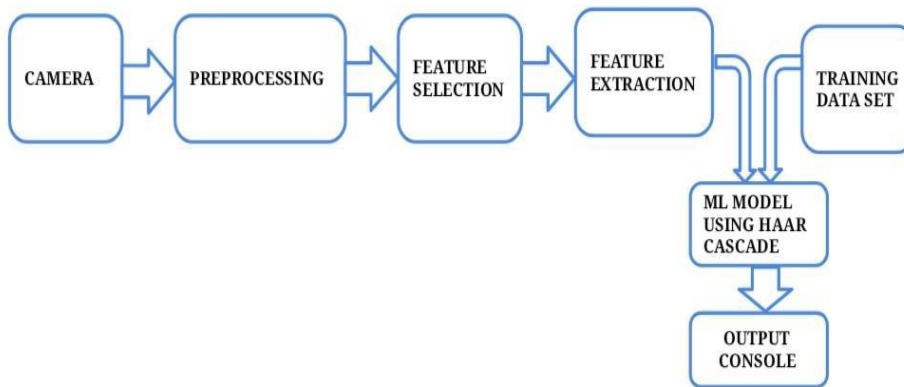 CAMERA
PREPROCESSING
FEATURE
SELECTION
FEATURE
EXTRACTION
TRAINING
DATA SET
ML MODEL
USING HAAR
CASCADE
OUTPUT
CONSOLE